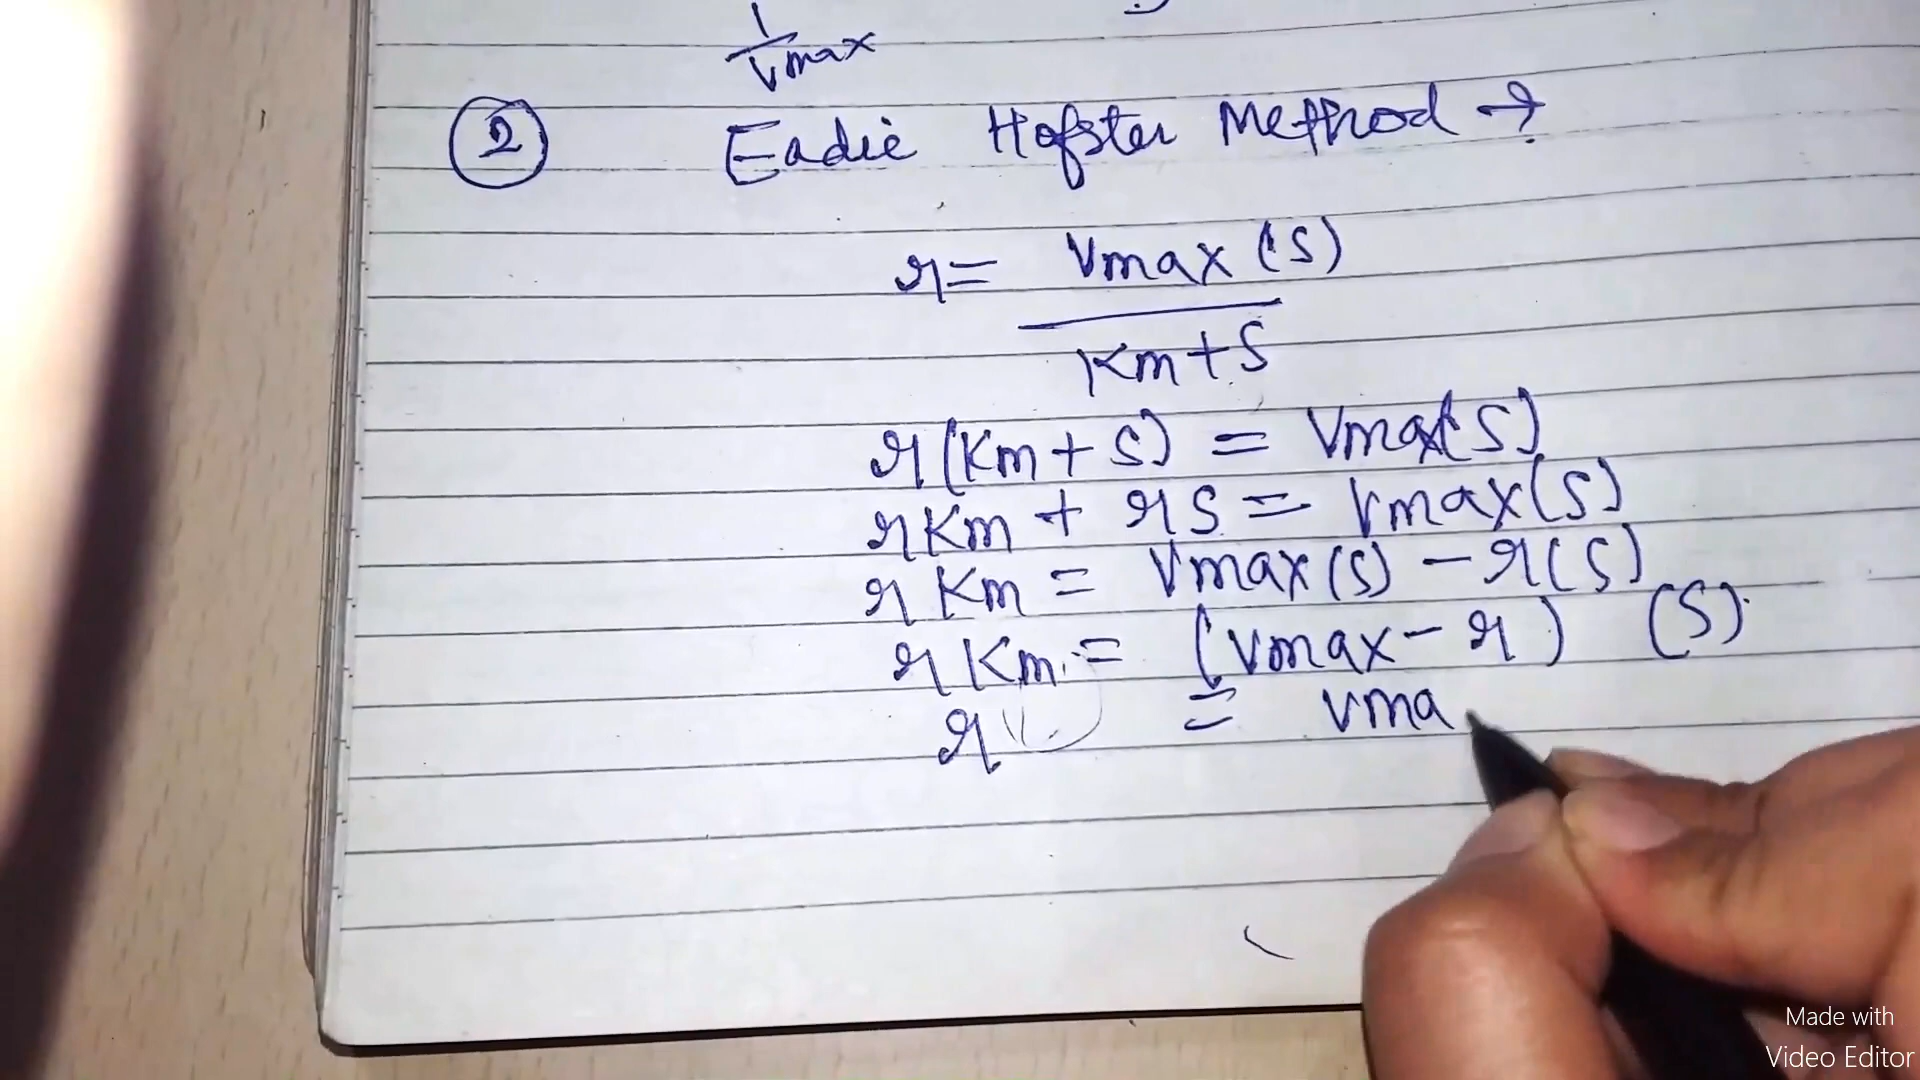 1
Vmax
2 Eadie Hofster Method →
r = Vmax (S)
Km + S
r (Km + S) = Vmax(S)
r Km + r S = Vmax (S)
r Km = Vmax (S) - r (S)
r Km = (Vmax - r) (S)
r = Vma
Made with
Video Editor